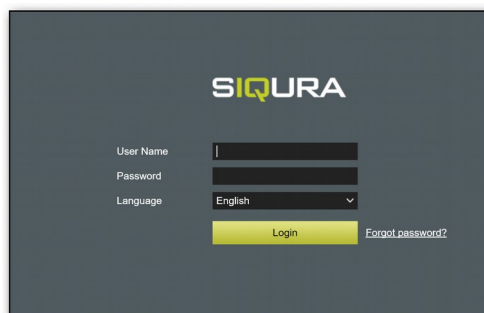 SIQURA
User Name
Password
Language English
Login Forgot password?